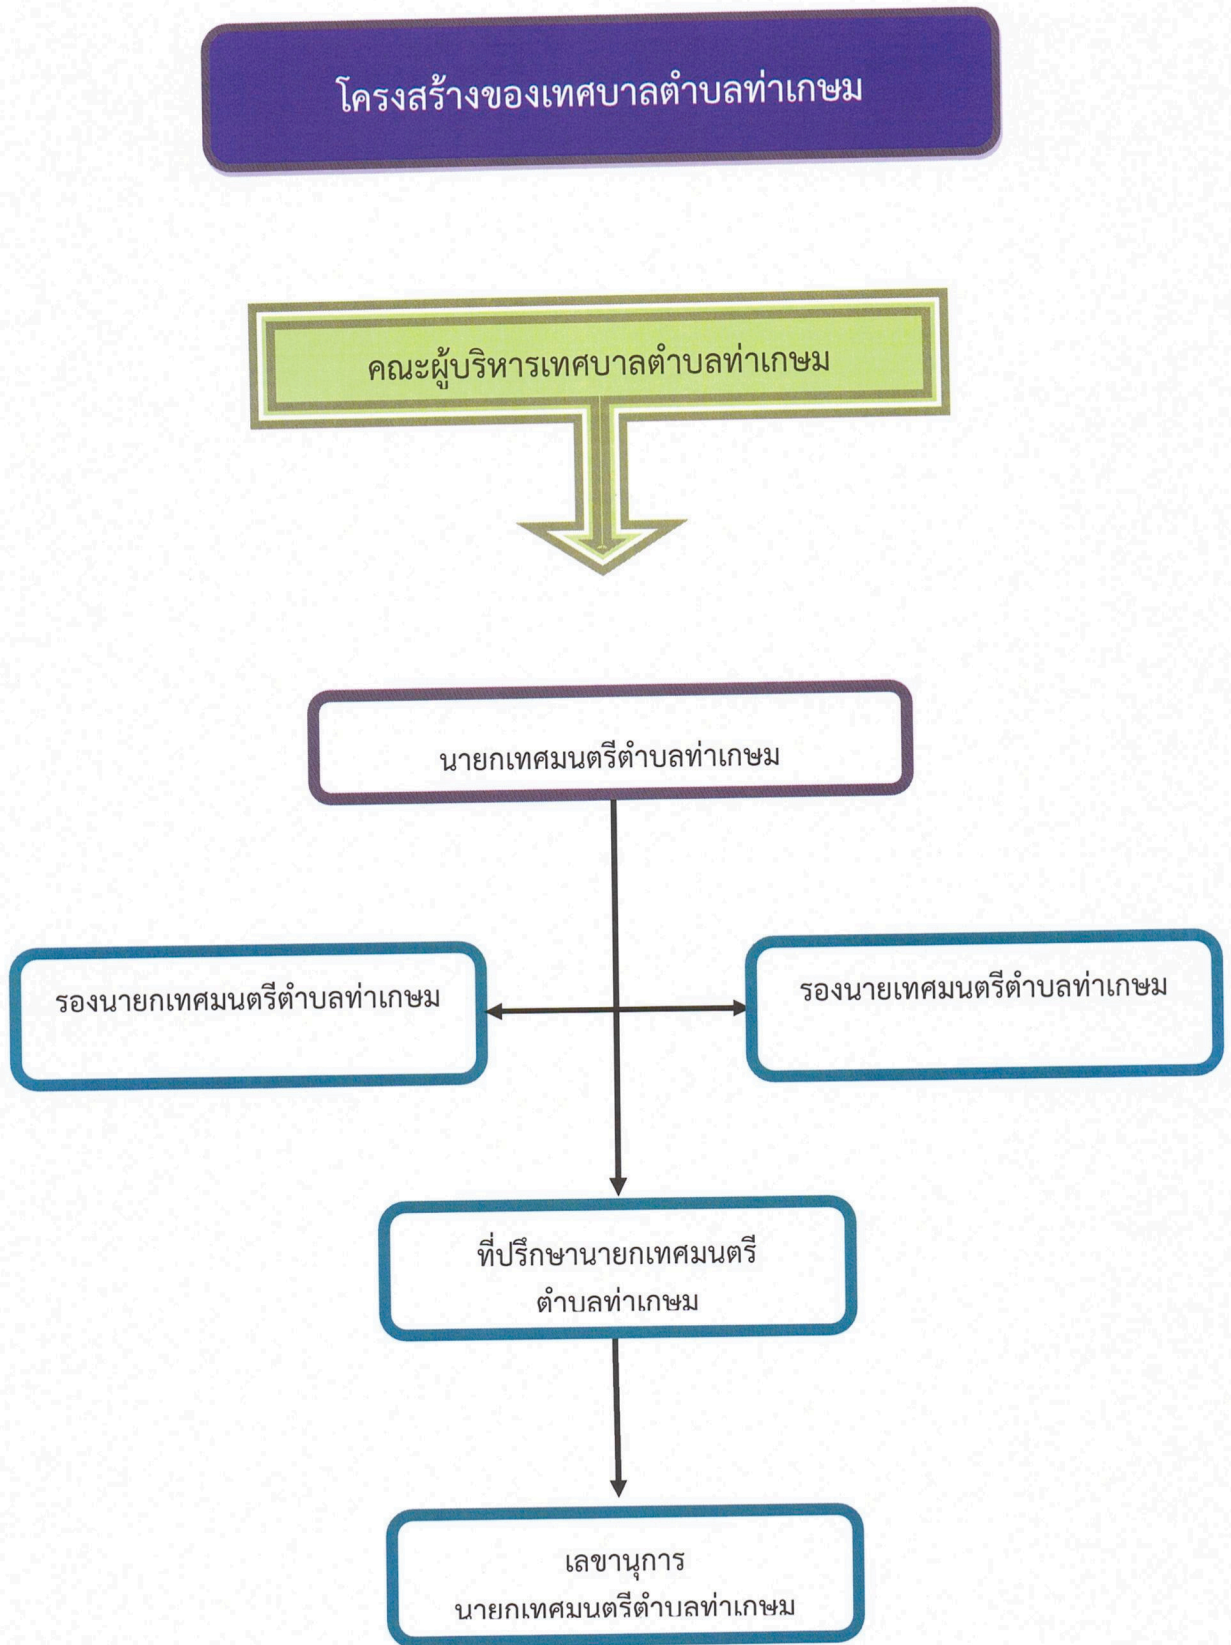 โครงสร้างของเทศบาลตำบลท่าเกษม
คณะผู้บริหารเทศบาลตำบลท่าเกษม
นายกเทศมนตรีตำบลท่าเกษม
รองนายกเทศมนตรีตำบลท่าเกษม
รองนายเทศมนตรีตำบลท่าเกษม
ที่ปรึกษานายกเทศมนตรี
ตำบลท่าเกษม
เลขานุการ
นายกเทศมนตรีตำบลท่าเกษม